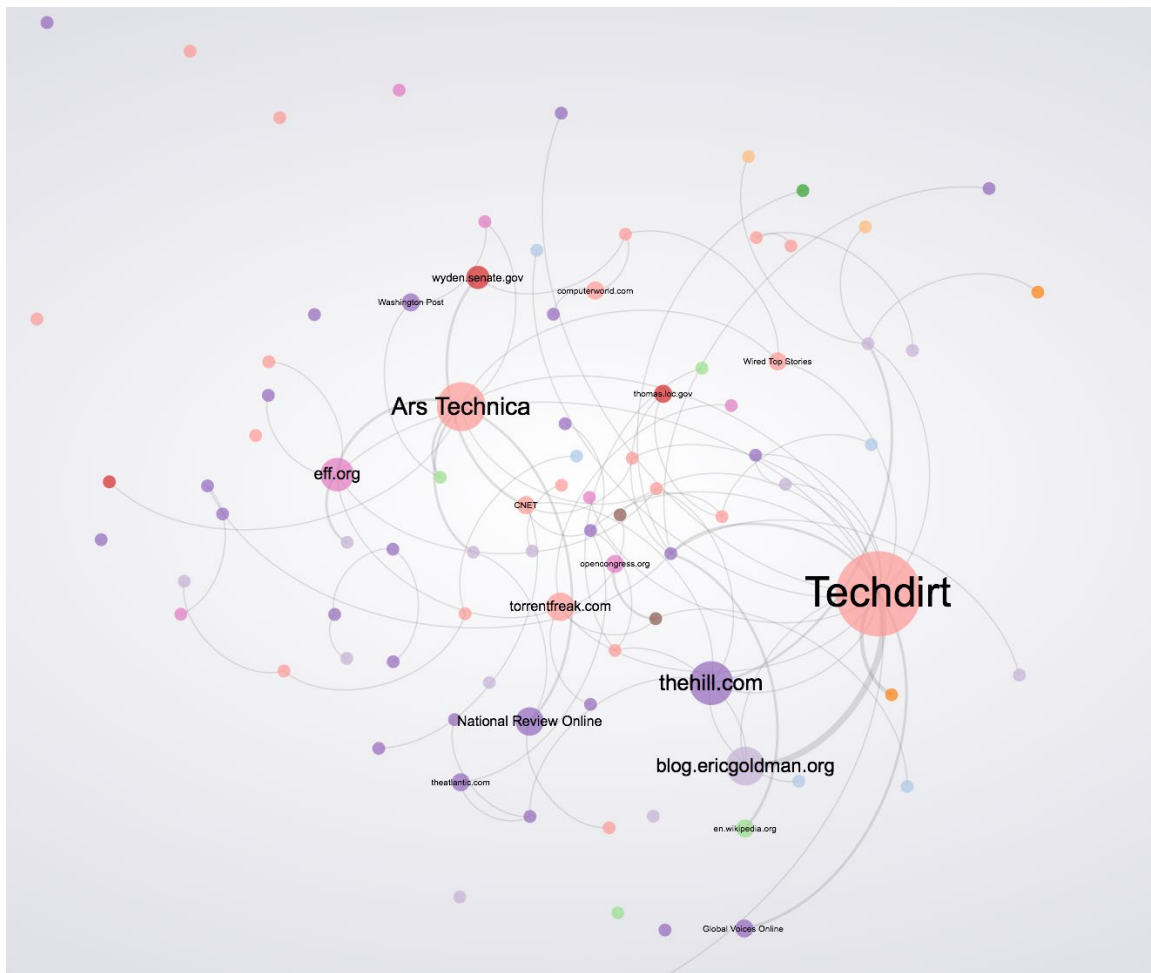 wyden.senate.gov
computerworld.com
Washington Post
Wired Top Stories
thomas.loc.gov
Ars Technica
eff.org
CNET
opencongress.org
Techdirt
torrentfreak.com
thehill.com
National Review Online
blog.ericgoldman.org
theatlantic.com
en.wikipedia.org
Global Voices Online